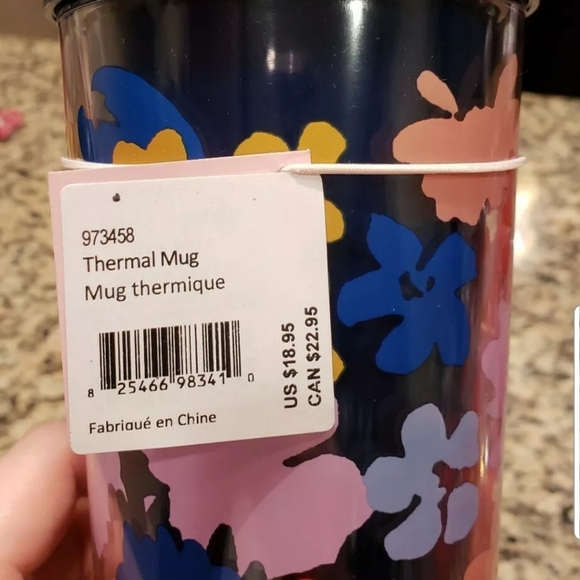 973458
Thermal Mug
Mug thermique
8 25466 98341 0
Fabriqué en Chine
US $18.95
CAN $22.95